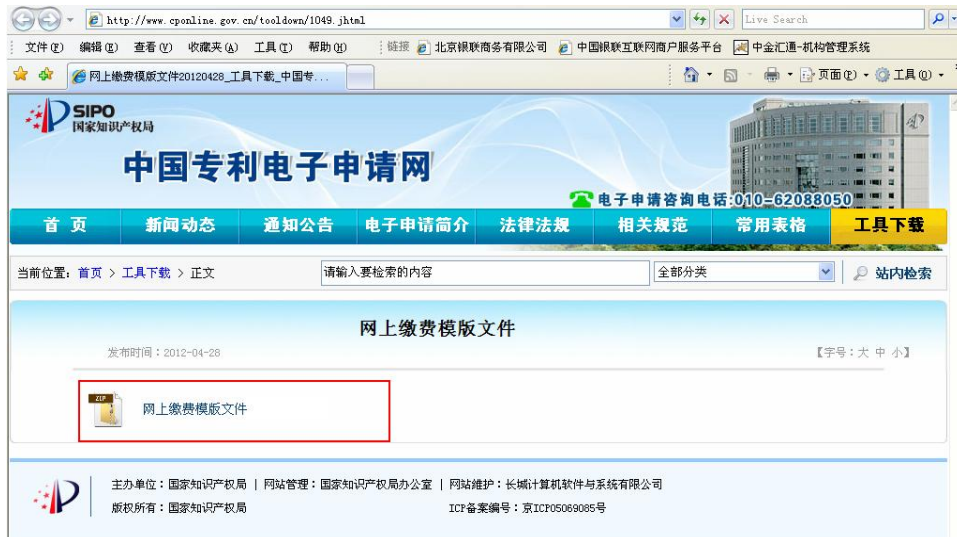 http://www.cponline.gov.cn/tooldown/1049.jhtml Live Search
文件(F) 编辑(E) 查看(V) 收藏夹(A) 工具(T) 帮助(H) 链接 北京银联商务有限公司 中国银联互联网商户服务平台 中金汇通-机构管理系统
网上缴费模版文件20120428_工具下载_中国专... 页面(P) 工具(O)
SIPO
国家知识产权局
中国专利电子申请网
电子申请咨询电话:010-62088050
首 页 新闻动态 通知公告 电子申请简介 法律法规 相关规范 常用表格 工具下载
当前位置: 首页 > 工具下载 > 正文 请输入要检索的内容 全部分类 站内检索
网上缴费模版文件
发布时间：2012-04-28 【字号：大 中 小】
ZIP 网上缴费模版文件
主办单位：国家知识产权局 | 网站管理：国家知识产权局办公室 | 网站维护：长城计算机软件与系统有限公司
版权所有：国家知识产权局 ICP备案编号：京ICP05069085号